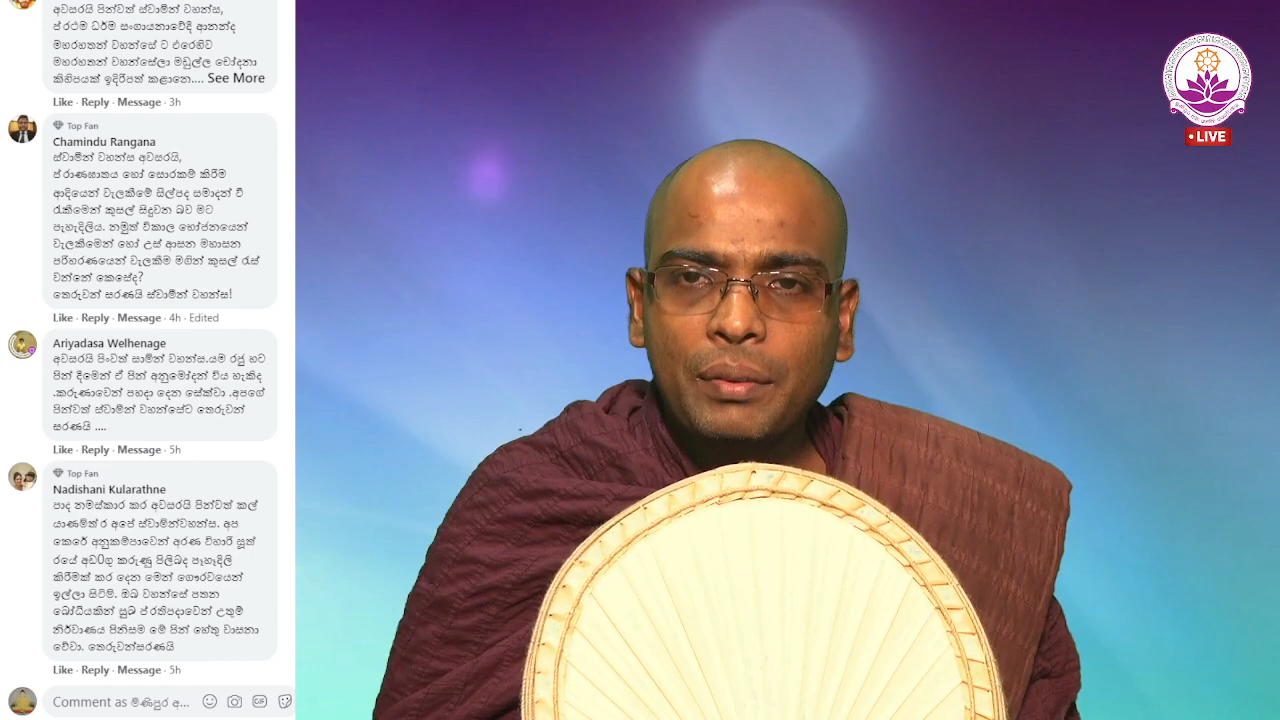 අවසරයි පින්වත් ස්වාමින් වහන්ස,
ප්‍රථම ධර්ම සංගායනාවේදී ආනන්ද
මහරහතන් වහන්සේ ට එරෙහිව
මහරහතන් වහන්සේලා මඩුල්ල චෝදනා
කිහිපයක් ඉදිරිපත් කළානෙ.... See More
Like · Reply · Message · 3h
Top Fan
Chamindu Rangana
ස්වාමීන් වහන්ස අවසරයි,
ප්‍රාණඝාතය හෝ සොරකම් කිරීම
ආදියෙන් වැලකීමේ සිල්පද සමාදන් වී
රැකීමෙන් කුසල් සිදුවන බව මට
පැහැදිලිය. නමුත් විකාල භෝජනයෙන්
වැලකීමෙන් හෝ උස් ආසන මහාසන
පරිහරණයෙන් වැලකීම මගින් කුසල් රැස්
වන්නේ කෙසේද?
තෙරුවන් සරණයි ස්වාමීන් වහන්ස!
Like · Reply · Message · 4h · Edited
Ariyadasa Welhenage
අවසරයි පිංවත් සාමින් වහන්ස.යම් රජු හට
පින් දීමෙන් ඒ පින් අනුමෝදන් විය හැකිද
.කරුණාවෙන් පහදා දෙන සේක්වා .අපගේ
පින්වත් ස්වාමින් වහන්සේට තෙරුවන්
සරණයි ....
Like · Reply · Message · 5h
Top Fan
Nadishani Kularathne
පාද නමස්කාර කර අවසරයි පින්වත් කල්
යාණමිත්‍ර අපේ ස්වාමින්වහන්ස. අප
කෙරේ අනුකම්පාවෙන් අරණ විහාරී සූත්
රයේ අඩ0ගු කරුණු පිලිබද පැහැදිලි
කිරීමක් කර දෙන මෙන් ගෞරවයෙන්
ඉල්ලා සිටිමි. ඔබ වහන්සේ පතන
බෝධියකින් සුඛ ප්‍රතිපදාවෙන් උතුම්
නිර්වාණය පිනිසම මේ පින් හේතු වාසනා
වේවා. තෙරුවන්සරණයි
Like · Reply · Message · 5h
Comment as මිණිපුර අ...
GIF
• LIVE